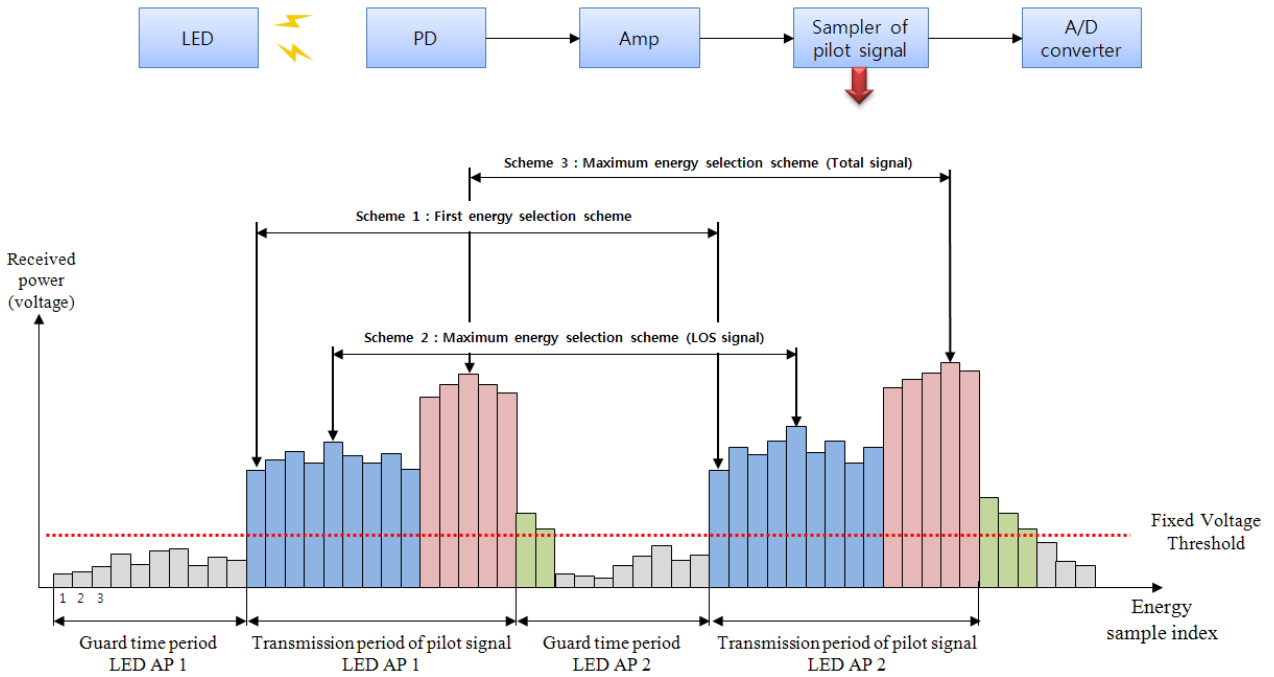 LED
PD
Amp
Sampler of
pilot signal
A/D
converter
Scheme 3 : Maximum energy selection scheme (Total signal)
Scheme 1 : First energy selection scheme
Received
power
(voltage)
Scheme 2 : Maximum energy selection scheme (LOS signal)
Fixed Voltage
Threshold
1 2 3
Energy
sample index
Guard time period
LED AP 1
Transmission period of pilot signal
LED AP 1
Guard time period
LED AP 2
Transmission period of pilot signal
LED AP 2